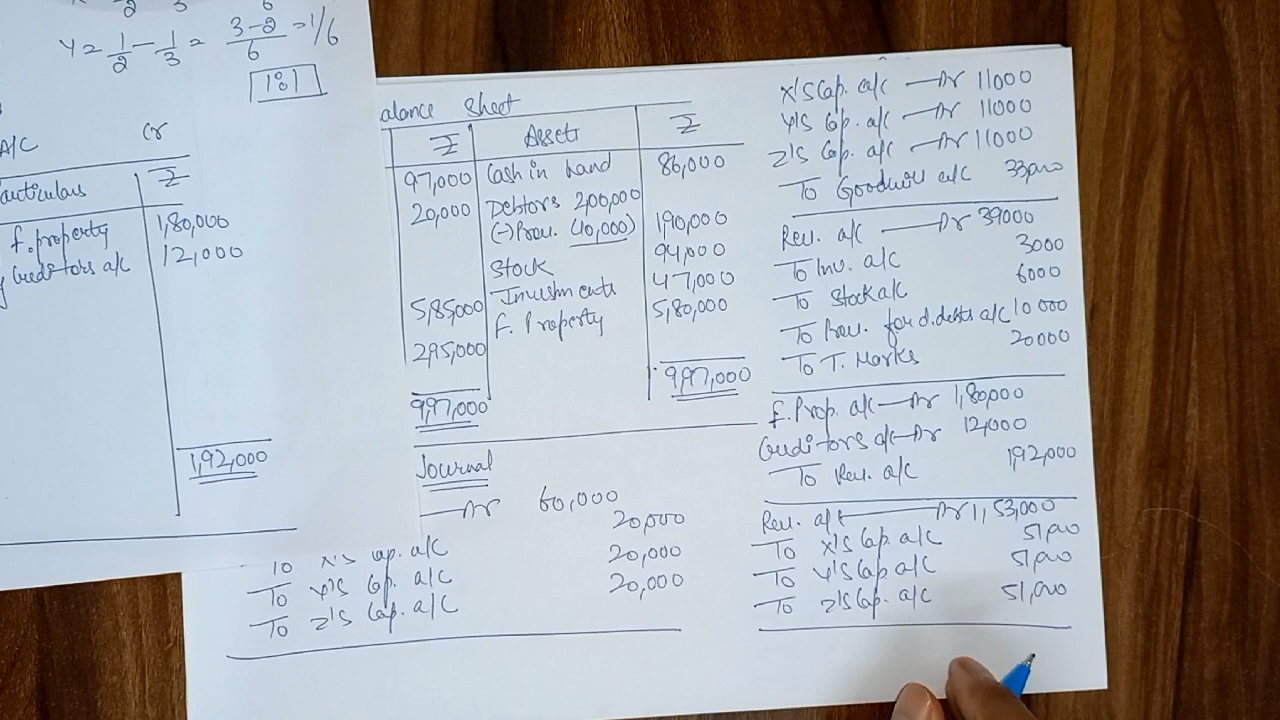 Y = 1/2 - 1/3 = 3-2/6 = 1/6
1:1
A/C Cr
articulars ₹
f. property 1,80,000
y Creditors a/c 12,000
1,92,000
alance Sheet
₹ Assets ₹
97,000 Cash in hand 86,000
20,000 Debtors 2,00,000
(-) Prov. (10,000) 190,000
Stock 94,000
5,85,000 Investments 47,000
f. Property 5,80,000
2,95,000
9,97,000 9,97,000
Journal
Dr 60,000
To X's Cap. a/c 20,000
To Y's Cap. a/c 20,000
To Z's Cap. a/c 20,000
X's Cap. a/c — Dr 11000
Y's Cap. a/c — Dr 11000
Z's Cap. a/c — Dr 11000
To Goodwill a/c 33000
Rev. a/c — Dr 39000
To Inv. a/c 3000
To Stock a/c 6000
To Prov. for d. debts a/c 10 000
To T. Marks 20000
f. Prop. a/c — Dr 1,80,000
Creditors a/c — Dr 12,000
To Rev. a/c 1,92,000
Rev. a/c — Dr 1,53,000
To X's Cap. a/c 51,000
To Y's Cap a/c 51,000
To Z's Cap. a/c 51,000